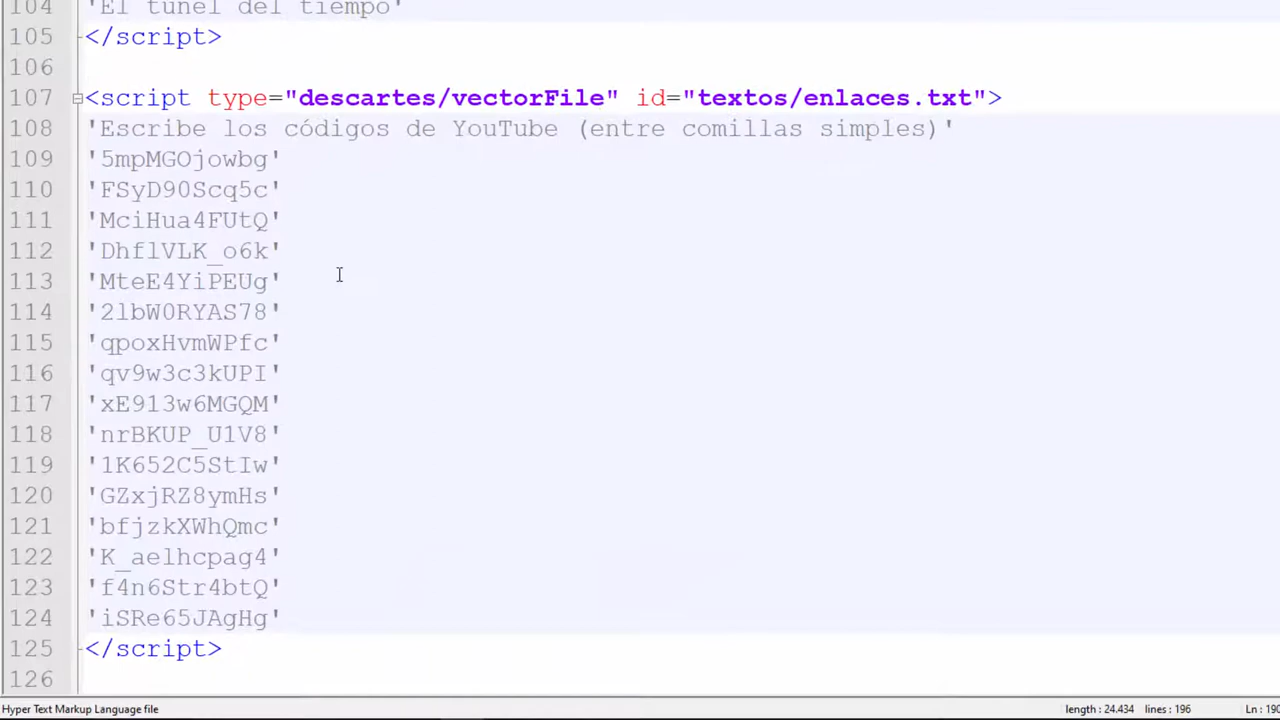 104 'El túnel del tiempo'
105 </script>
106
107 <script type="descartes/vectorFile" id="textos/enlaces.txt">
108 'Escribe los códigos de YouTube (entre comillas simples)'
109 '5mpMGOjowbg'
110 'FSyD90Scq5c'
111 'MciHua4FUtQ'
112 'DhflVLK_o6k'
113 'MteE4YiPEUg'
114 '2lbW0RYAS78'
115 'qpoxHvmWPfc'
116 'qv9w3c3kUPI'
117 'xE913w6MGQM'
118 'nrBKUP_U1V8'
119 '1K652C5StIw'
120 'GZxjRZ8ymHs'
121 'bfjzkXWhQmc'
122 'K_aelhcpag4'
123 'f4n6Str4btQ'
124 'iSRe65JAgHg'
125 </script>
126
Hyper Text Markup Language file length : 24.434 lines : 196 Ln : 190